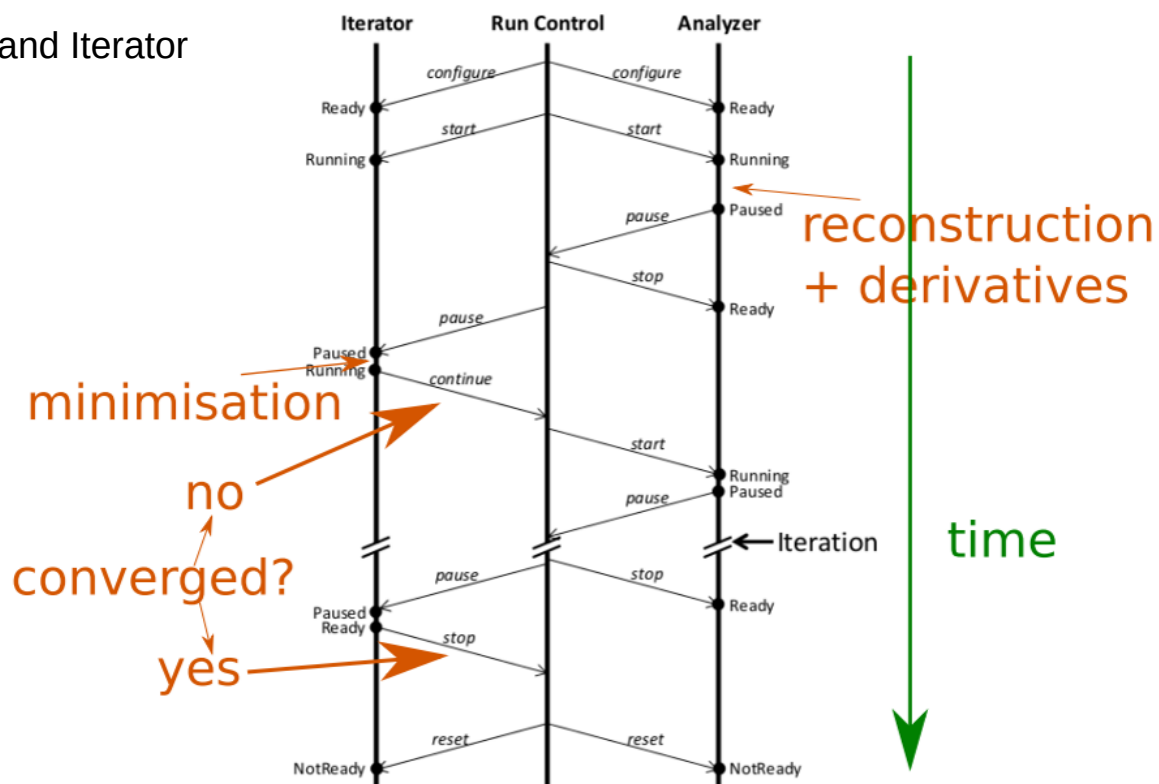 and Iterator
Iterator
Run Control
Analyzer
configure
configure
Ready
Ready
start
start
Running
Running
Paused
pause
reconstruction
+ derivatives
stop
Ready
pause
Paused
Running
continue
minimisation
start
no
Running
Paused
pause
Iteration
time
converged?
pause
stop
Ready
Paused
Ready
stop
yes
reset
reset
NotReady
NotReady